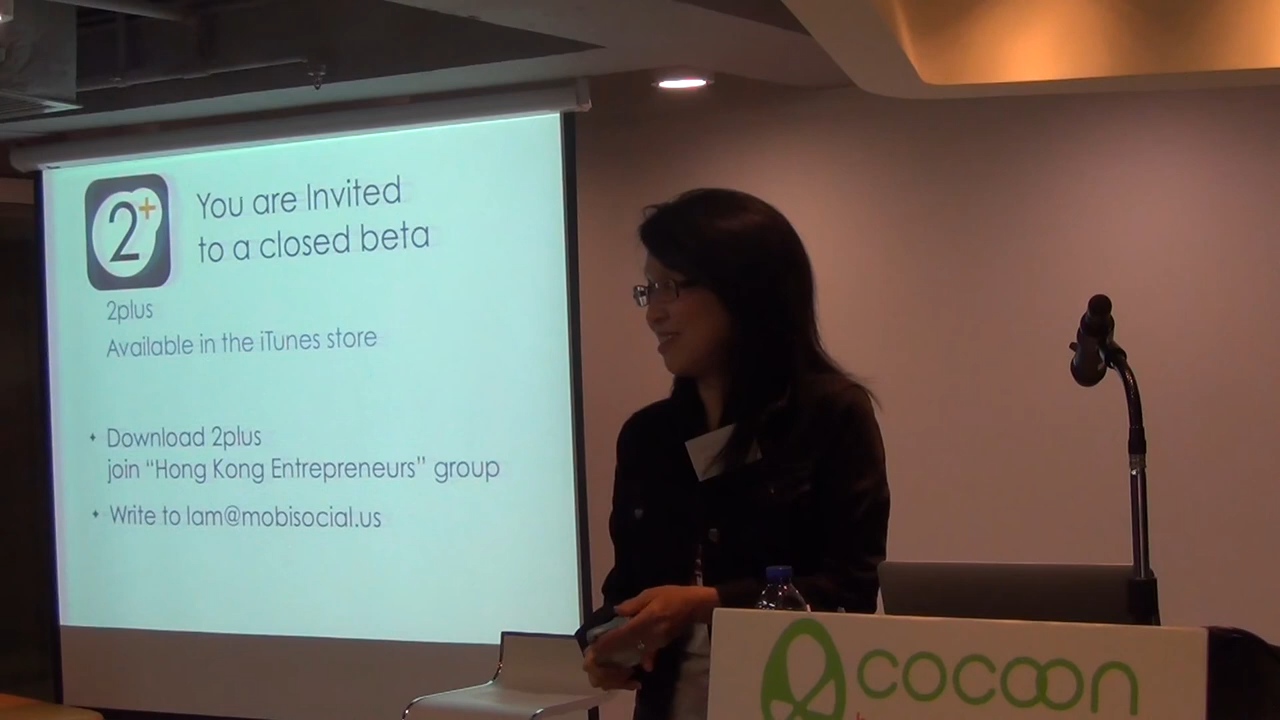 2+
You are Invited
to a closed beta
2plus
Available in the iTunes store
Download 2plus
join “Hong Kong Entrepreneurs” group
Write to lam@mobisocial.us
cocoon